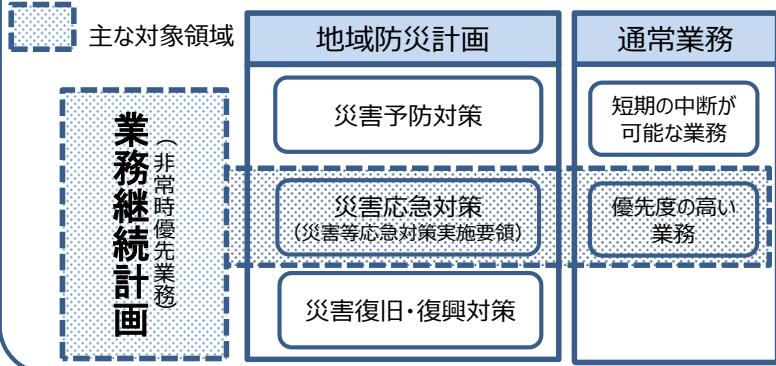 主な対象領域
地域防災計画
通常業務
業務継続計画
（非常時優先業務）
災害予防対策
短期の中断が
可能な業務
災害応急対策
（災害等応急対策実施要領）
優先度の高い
業務
災害復旧・復興対策